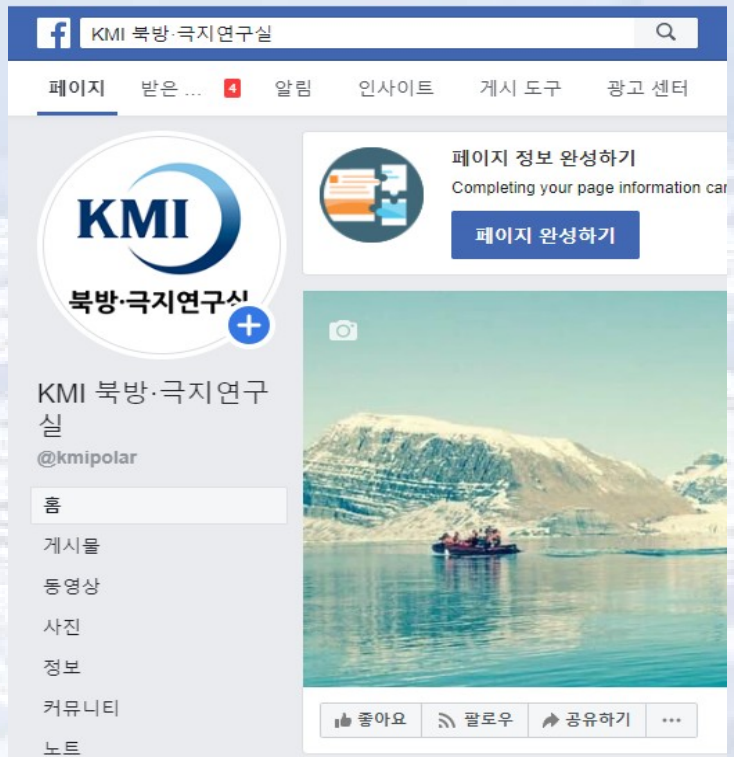 f KMI 북방·극지연구실
페이지 받은 ... 4 알림 인사이트 게시 도구 광고 센터
KMI
북방·극지연구실
페이지 정보 완성하기
Completing your page information car
페이지 완성하기
KMI 북방·극지연구
실
@kmipolar
홈
게시물
동영상
사진
정보
커뮤니티
노트
좋아요 팔로우 공유하기 ...